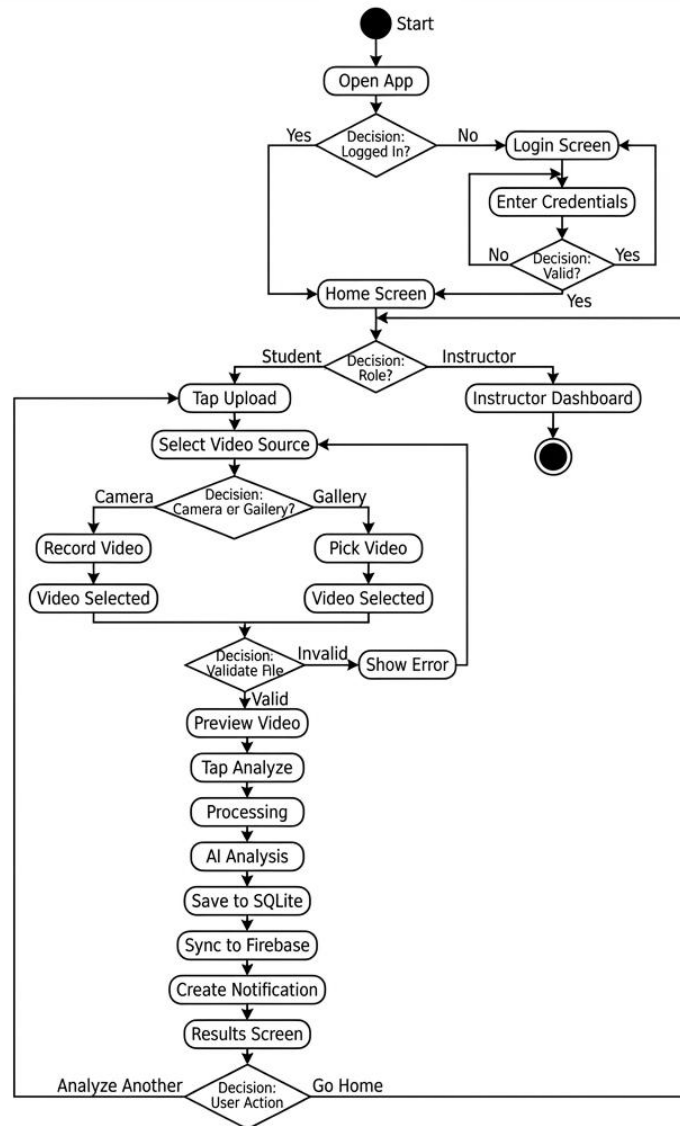 Start
Open App
Yes
Decision:
Logged In?
No
Login Screen
Enter Credentials
No
Decision:
Valid?
Yes
Home Screen
Yes
Student
Decision:
Role?
Instructor
Tap Upload
Instructor Dashboard
Select Video Source
Camera
Decision:
Camera or Gailery?
Gallery
Record Video
Pick Video
Video Selected
Video Selected
Decision:
Validate File
Invalid
Show Error
Valid
Preview Video
Tap Analyze
Processing
AI Analysis
Save to SQLite
Sync to Firebase
Create Notification
Results Screen
Analyze Another
Decision:
User Action
Go Home